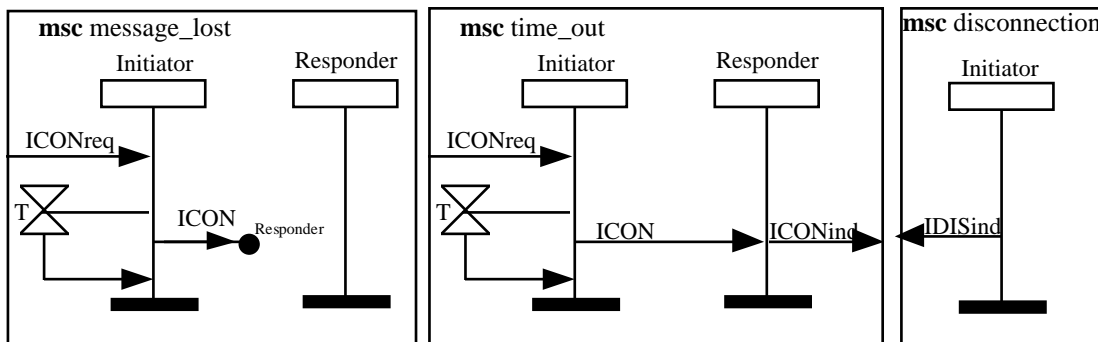 msc message_lost
Initiator
Responder
ICONreq
T
ICON
Responder
msc time_out
Initiator
Responder
ICONreq
T
ICON
ICONind
msc disconnection
Initiator
IDISind